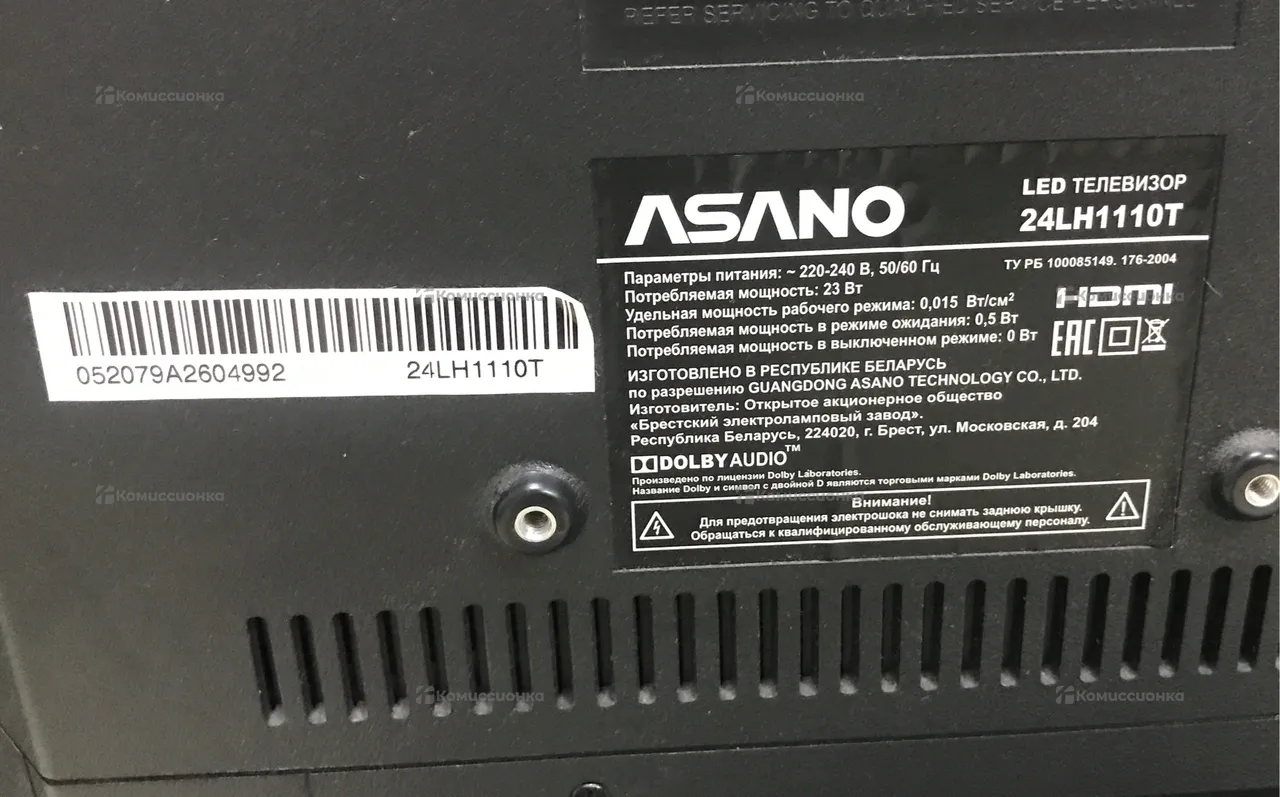 REFER SERVICING TO QUALIFIED SERVICE PERSONNEL
Комиссионка
Комиссионка
ASANO
LED ТЕЛЕВИЗОР
24LH1110T
ТУ РБ 100085149. 176-2004
Параметры питания: ~ 220-240 В, 50/60 Гц
Потребляемая мощность: 23 Вт
Удельная мощность рабочего режима: 0,015 Вт/см²
Потребляемая мощность в режиме ожидания: 0,5 Вт
Потребляемая мощность в выключенном режиме: 0 Вт
HDMI
EAC
ИЗГОТОВЛЕНО В РЕСПУБЛИКЕ БЕЛАРУСЬ
по разрешению GUANGDONG ASANO TECHNOLOGY CO., LTD.
Изготовитель: Открытое акционерное общество
«Брестский электроламповый завод».
Республика Беларусь, 224020, г. Брест, ул. Московская, д. 204
DOLBY AUDIO™
Произведено по лицензии Dolby Laboratories.
Название Dolby и символ с двойной D являются торговыми марками Dolby Laboratories.
Внимание!
Для предотвращения электрошока не снимать заднюю крышку.
Обращаться к квалифицированному обслуживающему персоналу.
Комиссионка
052079A2604992
24LH1110T
Комиссионка
Комиссионка
Комиссионка
Комиссионка
Комиссионка